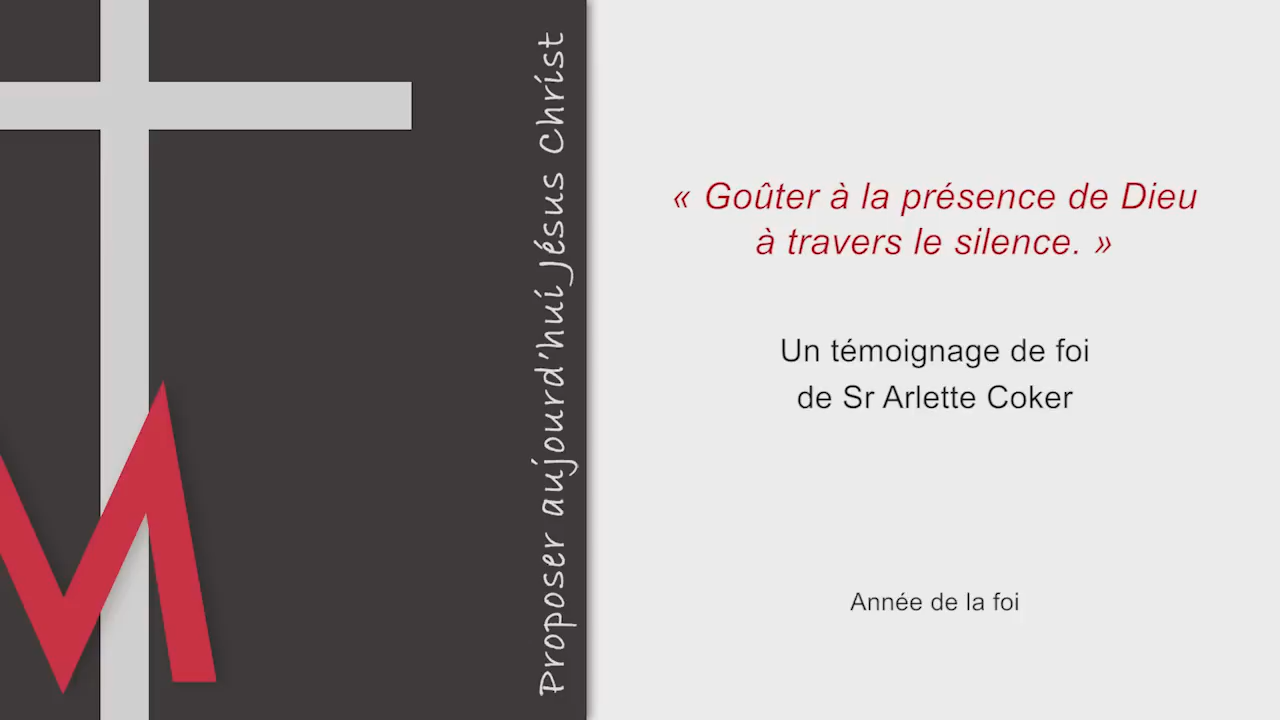 Proposer aujourd'hui Jésus Christ
« Goûter à la présence de Dieu
à travers le silence. »
Un témoignage de foi
de Sr Arlette Coker
Année de la foi
M